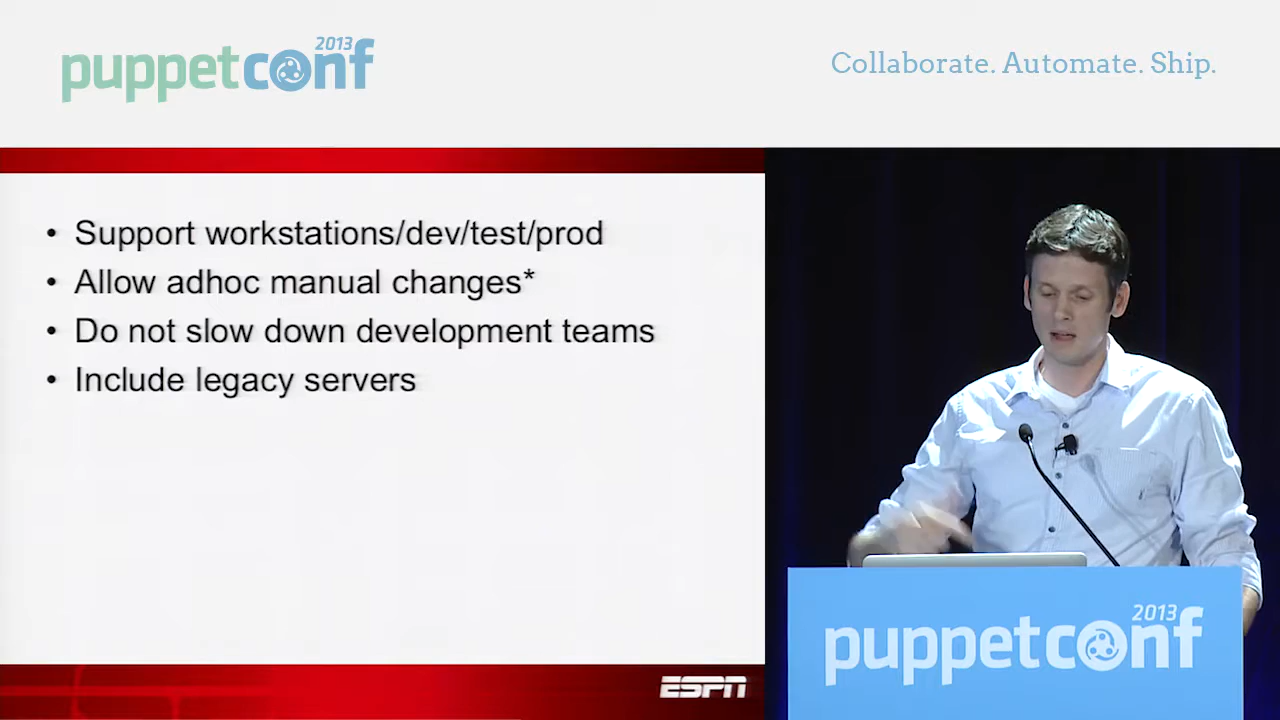 puppetconf 2013
Collaborate. Automate. Ship.
• Support workstations/dev/test/prod
• Allow adhoc manual changes*
• Do not slow down development teams
• Include legacy servers
ESPN
puppetconf 2013